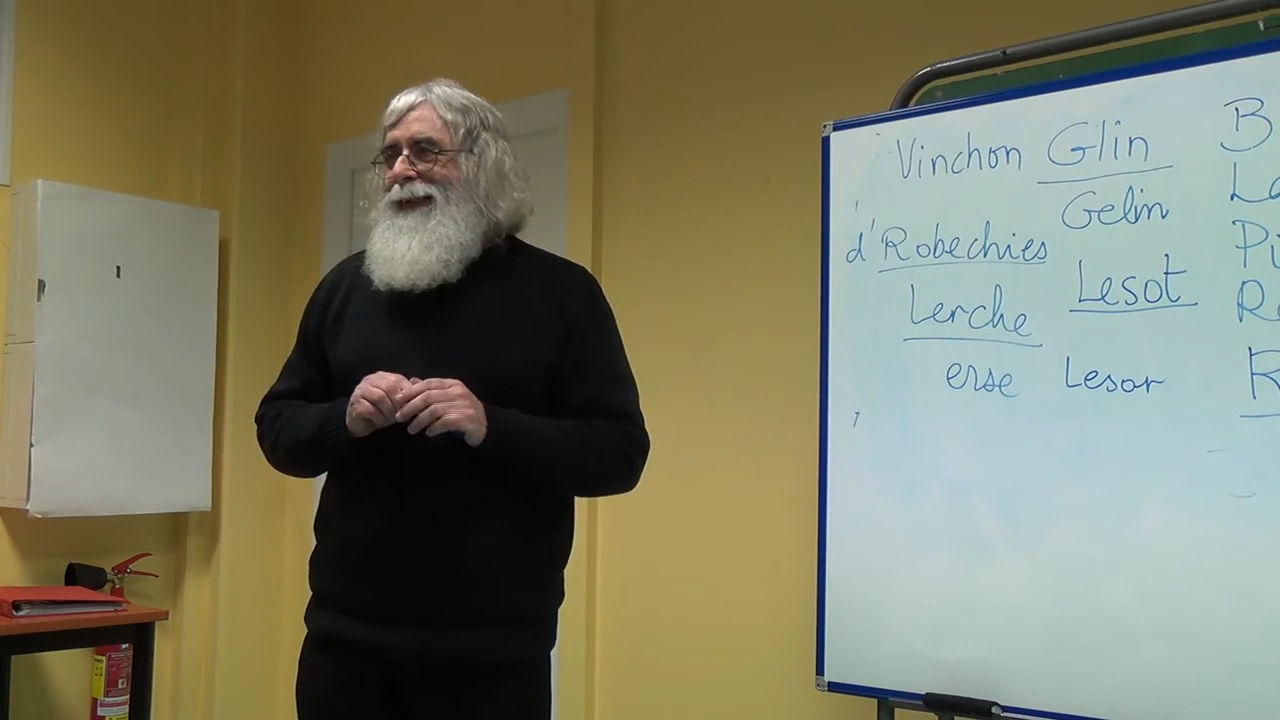 Vinchon Glin
Gelin
d'Robechies
Lesot
Lerche
erse Lesor